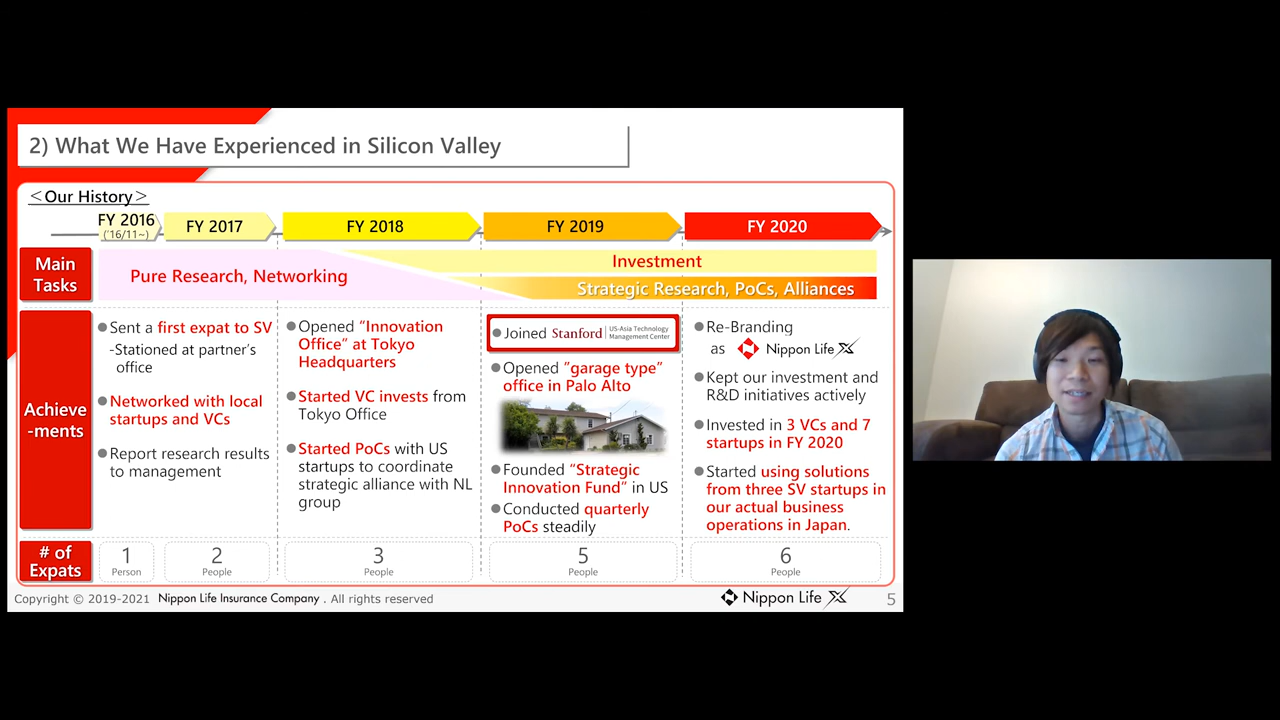 2) What We Have Experienced in Silicon Valley
＜Our History＞
FY 2016
('16/11~)
FY 2017
FY 2018
FY 2019
FY 2020
Main
Tasks
Pure Research, Networking
Investment
Strategic Research, PoCs, Alliances
Achieve
-ments
●Sent a first expat to SV
-Stationed at partner's
office
●Networked with local
startups and VCs
●Report research results
to management
●Opened "Innovation
Office" at Tokyo
Headquarters
●Started VC invests from
Tokyo Office
●Started PoCs with US
startups to coordinate
strategic alliance with NL
group
●Joined Stanford | US-Asia Technology
Management Center
●Opened "garage type"
office in Palo Alto
●Founded "Strategic
Innovation Fund" in US
●Conducted quarterly
PoCs steadily
●Re-Branding
as Nippon Life X
●Kept our investment and
R&D initiatives actively
●Invested in 3 VCs and 7
startups in FY 2020
●Started using solutions
from three SV startups in
our actual business
operations in Japan.
# of
Expats
1
Person
2
People
3
People
5
People
6
People
Copyright © 2019-2021 Nippon Life Insurance Company . All rights reserved
Nippon Life X
5